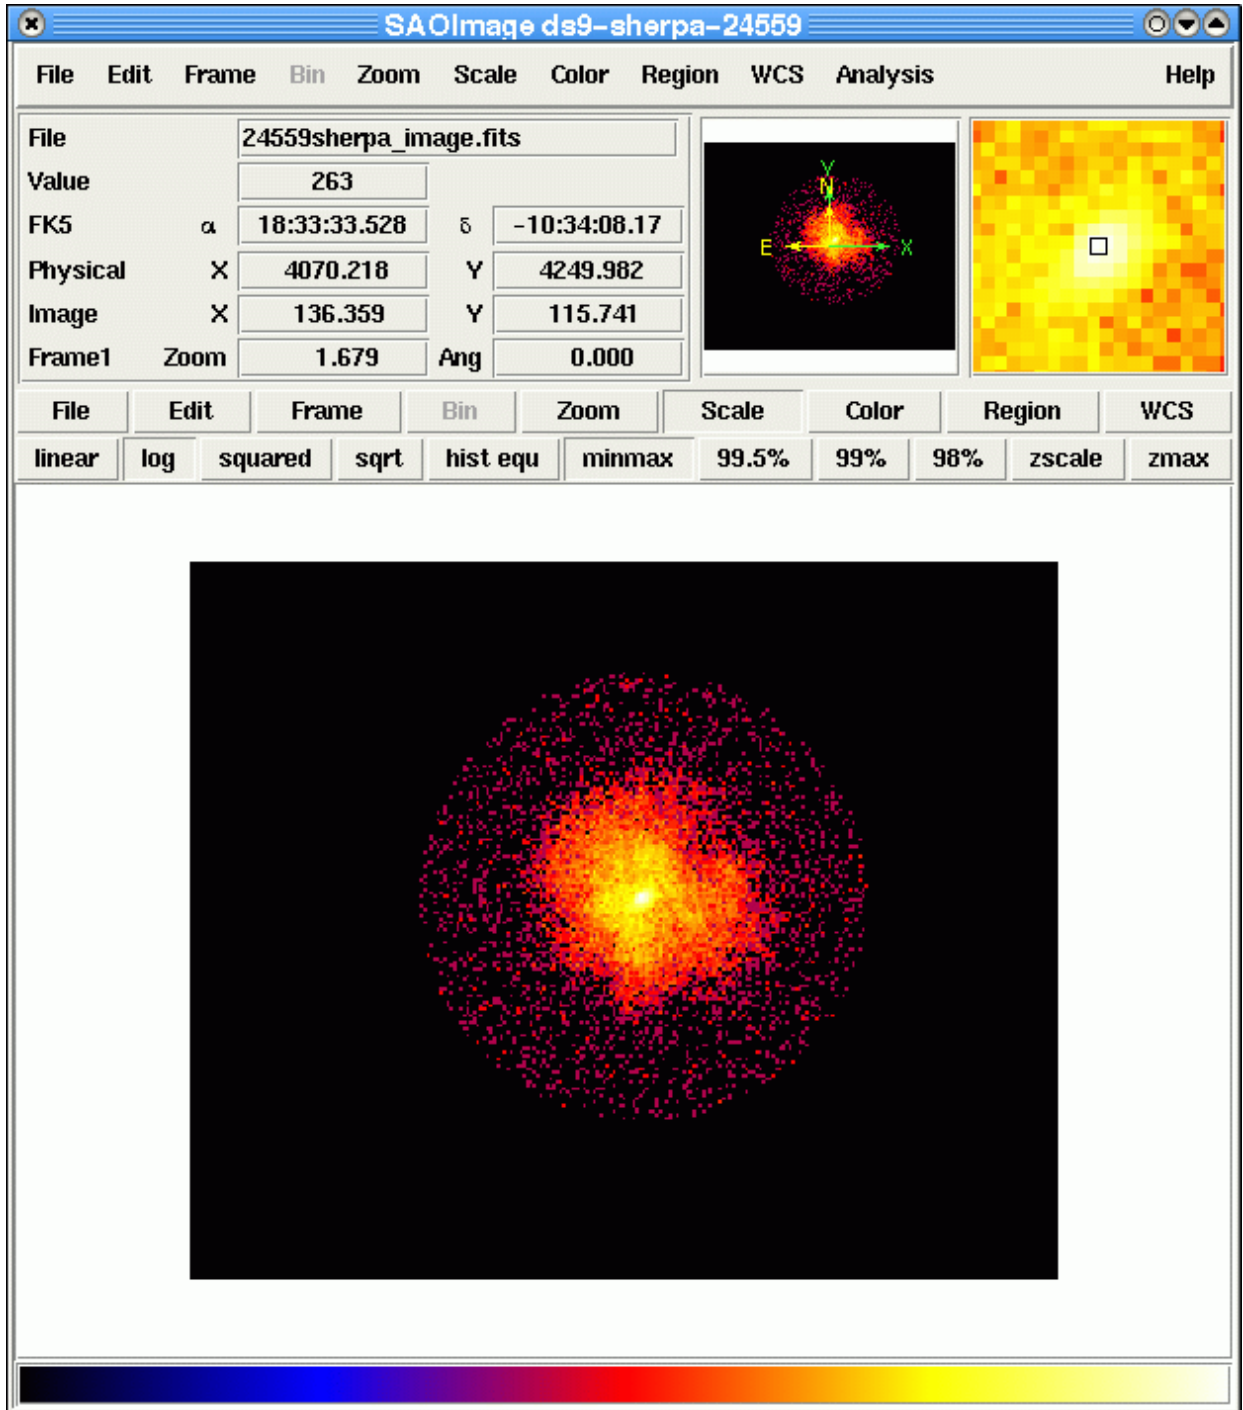 SAOImage ds9-sherpa-24559
File Edit Frame Bin Zoom Scale Color Region WCS Analysis Help
File 24559sherpa_image.fits
Value 263
FK5 α 18:33:33.528 δ -10:34:08.17
Physical X 4070.218 Y 4249.982
Image X 136.359 Y 115.741
Frame1 Zoom 1.679 Ang 0.000
Y
N
E X
File Edit Frame Bin Zoom Scale Color Region WCS
linear log squared sqrt hist equ minmax 99.5% 99% 98% zscale zmax